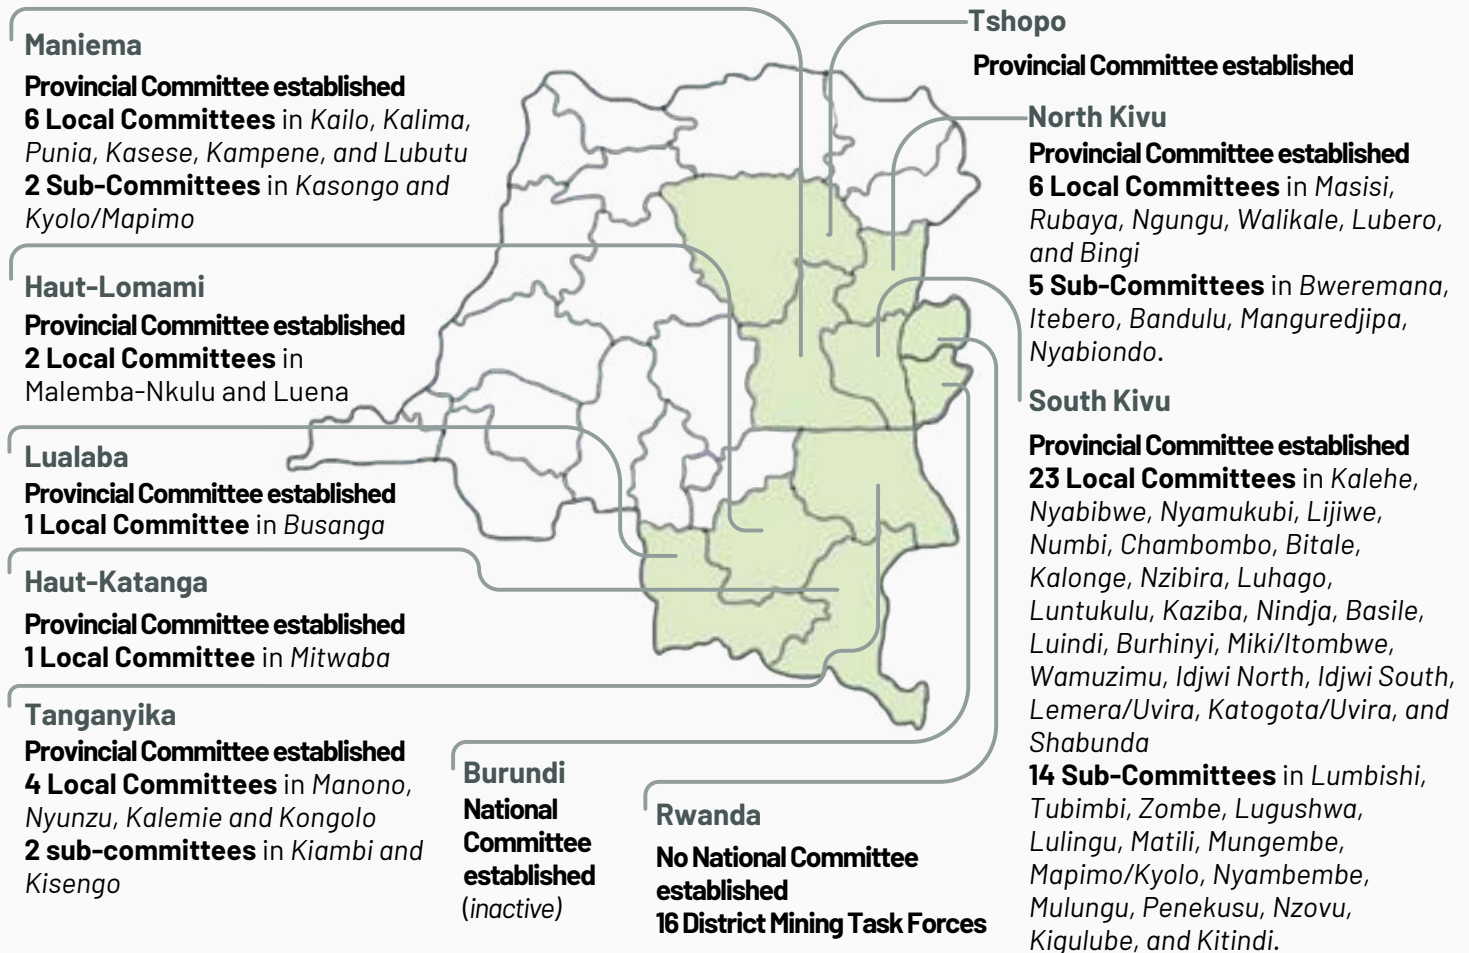 Maniema
Provincial Committee established
6 Local Committees in Kailo, Kalima,
Punia, Kasese, Kampene, and Lubutu
2 Sub-Committees in Kasongo and
Kyolo/Mapimo
Haut-Lomami
Provincial Committee established
2 Local Committees in
Malemba-Nkulu and Luena
Lualaba
Provincial Committee established
1 Local Committee in Busanga
Haut-Katanga
Provincial Committee established
1 Local Committee in Mitwaba
Tanganyika
Provincial Committee established
4 Local Committees in Manono,
Nyunzu, Kalemie and Kongolo
2 sub-committees in Kiambi and
Kisengo
Burundi
National
Committee
established
(inactive)
Rwanda
No National Committee
established
16 District Mining Task Forces
Tshopo
Provincial Committee established
North Kivu
Provincial Committee established
6 Local Committees in Masisi,
Rubaya, Ngungu, Walikale, Lubero,
and Bingi
5 Sub-Committees in Bweremana,
Itebero, Bandulu, Manguredjipa,
Nyabiondo.
South Kivu
Provincial Committee established
23 Local Committees in Kalehe,
Nyabibwe, Nyamukubi, Lijiwe,
Numbi, Chambombo, Bitale,
Kalonge, Nzibira, Luhago,
Luntukulu, Kaziba, Nindja, Basile,
Luindi, Burhinyi, Miki/Itombwe,
Wamuzimu, Idjwi North, Idjwi South,
Lemera/Uvira, Katogota/Uvira, and
Shabunda
14 Sub-Committees in Lumbishi,
Tubimbi, Zombe, Lugushwa,
Lulingu, Matili, Mungembe,
Mapimo/Kyolo, Nyambembe,
Mulungu, Penekusu, Nzovu,
Kigulube, and Kitindi.